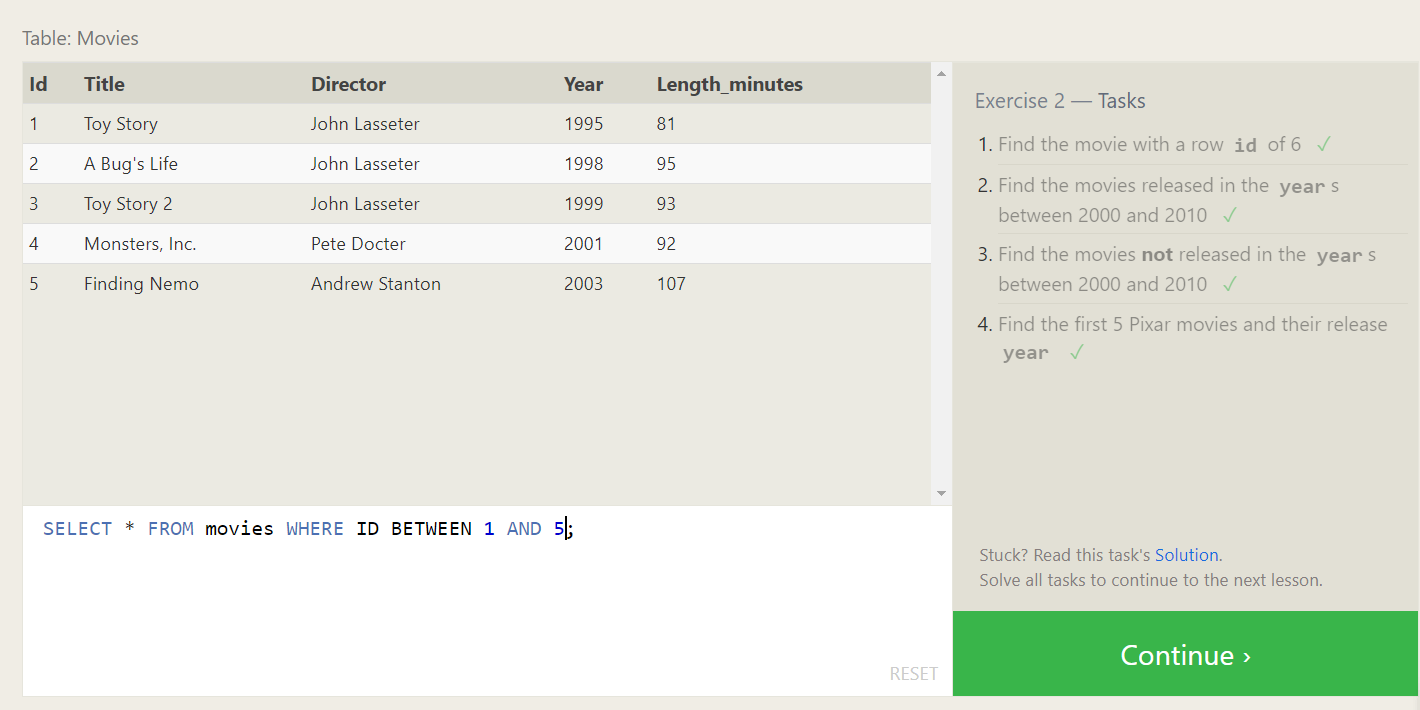 Table: Movies
Id Title Director Year Length_minutes
1 Toy Story John Lasseter 1995 81
2 A Bug's Life John Lasseter 1998 95
3 Toy Story 2 John Lasseter 1999 93
4 Monsters, Inc. Pete Docter 2001 92
5 Finding Nemo Andrew Stanton 2003 107
SELECT * FROM movies WHERE ID BETWEEN 1 AND 5;
RESET
Exercise 2 — Tasks
1. Find the movie with a row id of 6 ✓
2. Find the movies released in the year s
between 2000 and 2010 ✓
3. Find the movies not released in the year s
between 2000 and 2010 ✓
4. Find the first 5 Pixar movies and their release
year ✓
Stuck? Read this task's Solution.
Solve all tasks to continue to the next lesson.
Continue ›